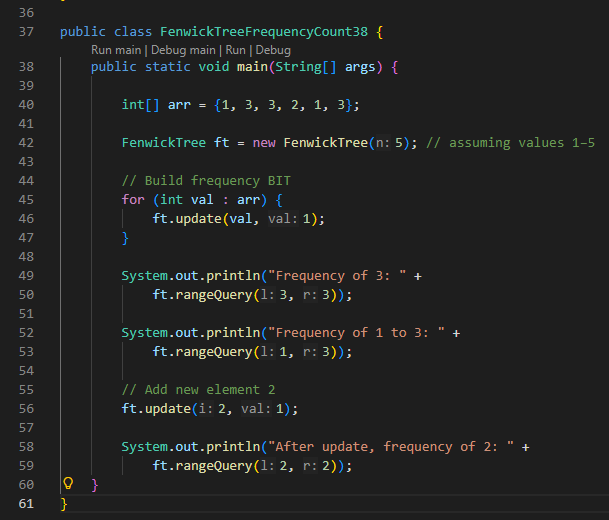 36
37 public class FenwickTreeFrequencyCount38 {
Run main | Debug main | Run | Debug
38 public static void main(String[] args) {
39
40 int[] arr = {1, 3, 3, 2, 1, 3};
41
42 FenwickTree ft = new FenwickTree(n: 5); // assuming values 1–5
43
44 // Build frequency BIT
45 for (int val : arr) {
46 ft.update(val, val: 1);
47 }
48
49 System.out.println("Frequency of 3: " +
50 ft.rangeQuery(l: 3, r: 3));
51
52 System.out.println("Frequency of 1 to 3: " +
53 ft.rangeQuery(l: 1, r: 3));
54
55 // Add new element 2
56 ft.update(i: 2, val: 1);
57
58 System.out.println("After update, frequency of 2: " +
59 ft.rangeQuery(l: 2, r: 2));
60 }
61 }